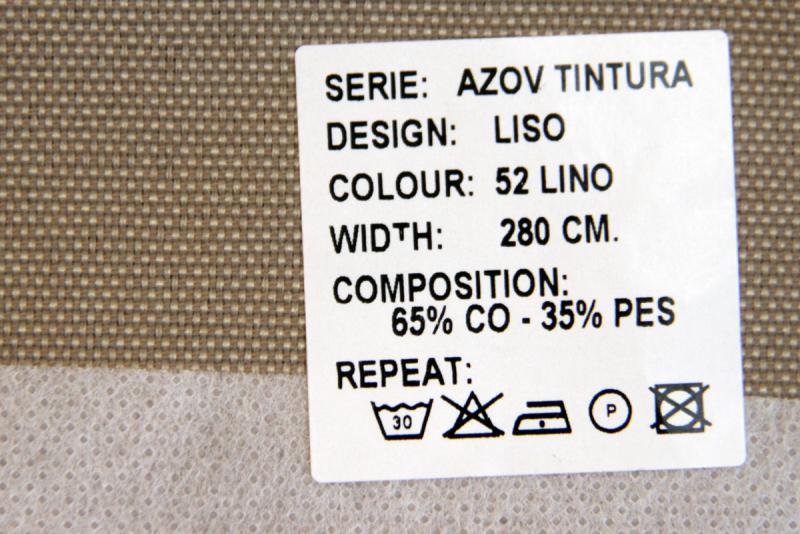 SERIE: AZOV TINTURA
DESIGN: LISO
COLOUR: 52 LINO
WIDTH: 280 CM.
COMPOSITION:
65% CO - 35% PES
REPEAT:
30 P